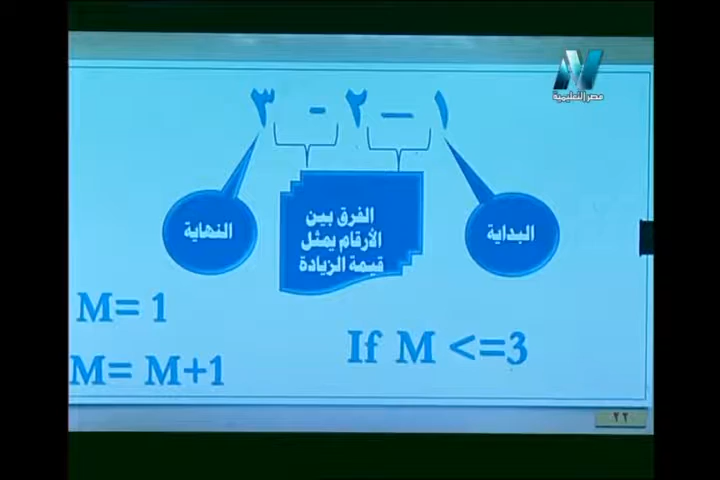 مصر التعليمية
١ – ٢ - ٣
البداية
الفرق بين
الأرقام يمثل
قيمة الزيادة
النهاية
M= 1
If M <=3
M= M+1
٢٢